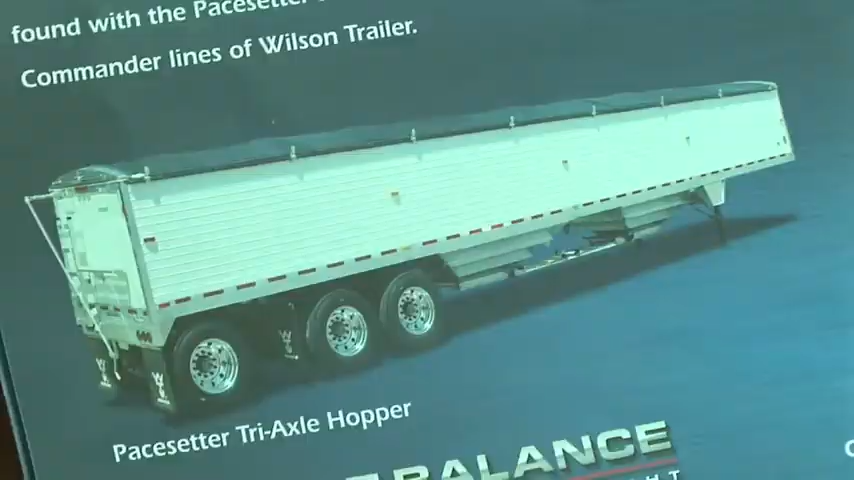 found with the Pacesetter
Commander lines of Wilson Trailer.
Pacesetter Tri-Axle Hopper
BALANCE